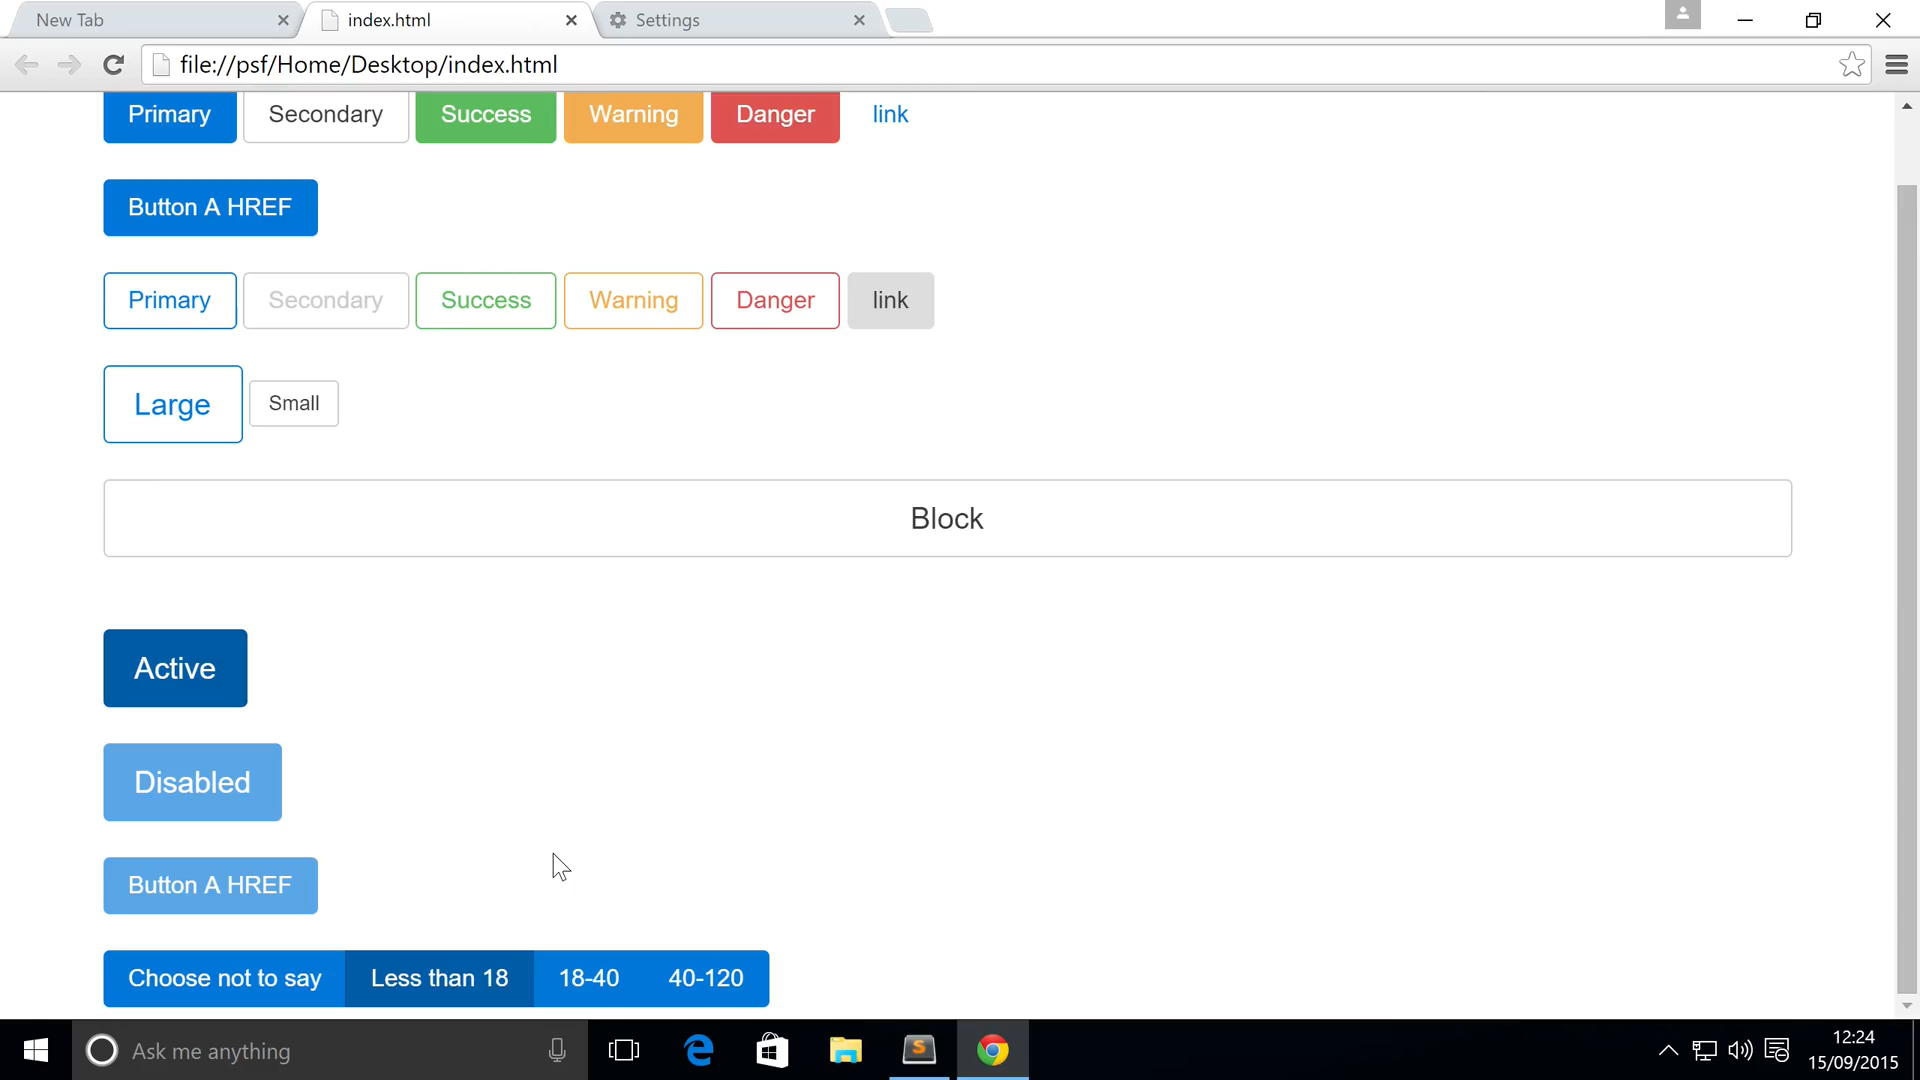 New Tab
index.html
Settings
file://psf/Home/Desktop/index.html
Primary Secondary Success Warning Danger link
Button A HREF
Primary Secondary Success Warning Danger link
Large Small
Block
Active
Disabled
Button A HREF
Choose not to say Less than 18 18-40 40-120
Ask me anything
12:24
15/09/2015